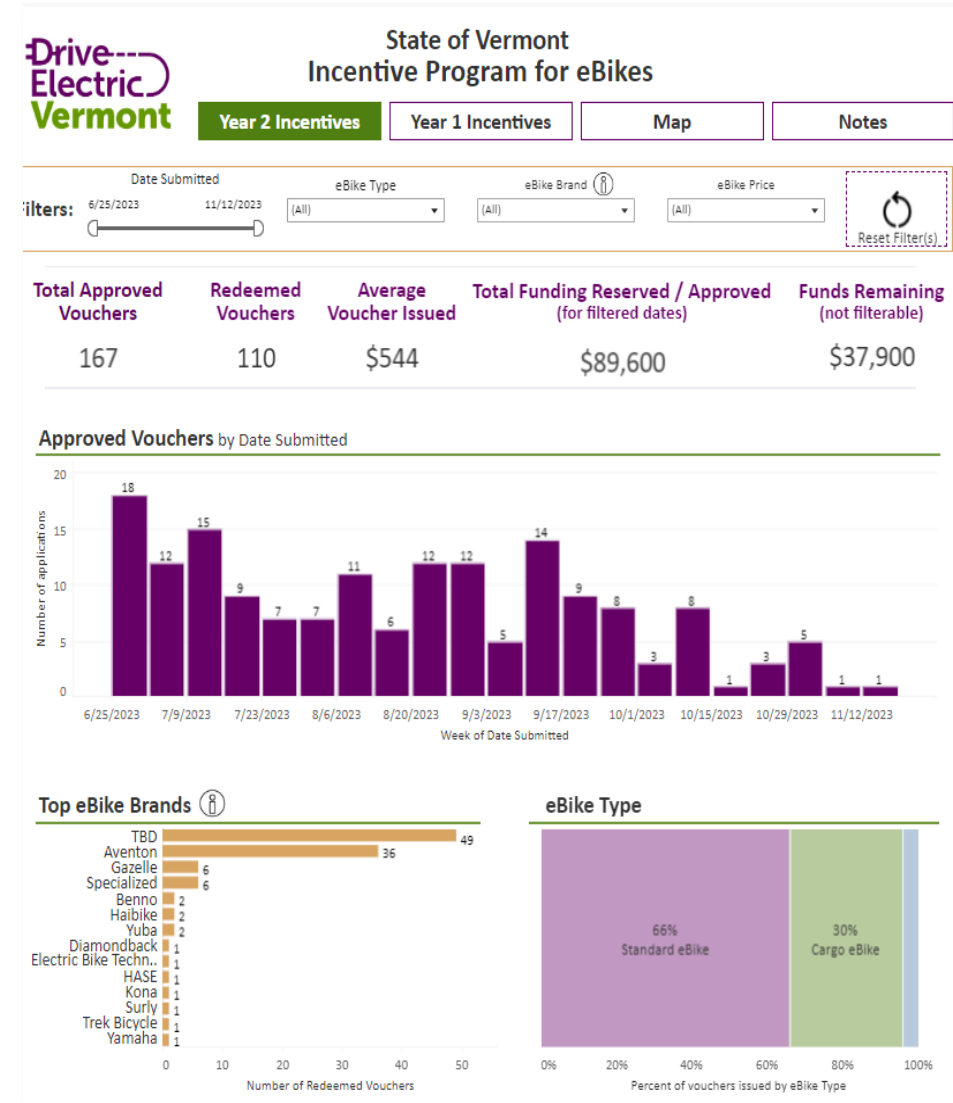 Drive
Electric
Vermont
State of Vermont
Incentive Program for eBikes
Year 2 Incentives
Year 1 Incentives
Map
Notes
ilters:
Date Submitted
6/25/2023
11/12/2023
eBike Type
(All)
eBike Brand
(All)
eBike Price
(All)
Reset Filter(s)
Total Approved
Vouchers
167
Redeemed
Vouchers
110
Average
Voucher Issued
$544
Total Funding Reserved / Approved
(for filtered dates)
$89,600
Funds Remaining
(not filterable)
$37,900
Approved Vouchers by Date Submitted
Number of applications
20
15
10
5
0
18
12
15
9
7
7
11
6
12
12
5
14
9
8
3
8
1
3
5
1
1
6/25/2023
7/9/2023
7/23/2023
8/6/2023
8/20/2023
9/3/2023
9/17/2023
10/1/2023
10/15/2023
10/29/2023
11/12/2023
Week of Date Submitted
Top eBike Brands
TBD 49
Aventon 36
Gazelle 6
Specialized 6
Benno 2
Haibike 2
Yuba 2
Diamondback 1
Electric Bike Techn.. 1
HASE 1
Kona 1
Surly 1
Trek Bicycle 1
Yamaha 1
0 10 20 30 40 50
Number of Redeemed Vouchers
eBike Type
66%
Standard eBike
30%
Cargo eBike
0% 20% 40% 60% 80% 100%
Percent of vouchers issued by eBike Type